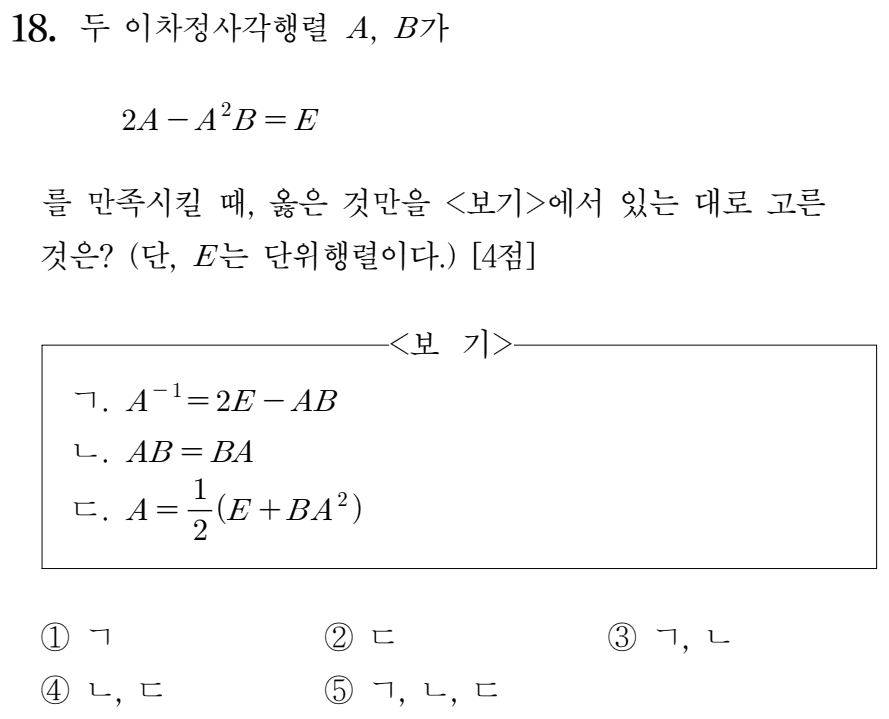 18. 두 이차정사각행렬 A, B가
2A − A²B = E
를 만족시킬 때, 옳은 것만을 <보기>에서 있는 대로 고른
것은? (단, E는 단위행렬이다.) [4점]
<보 기>
ㄱ. A⁻¹ = 2E − AB
ㄴ. AB = BA
ㄷ. A = 1/2(E + BA²)
① ㄱ ② ㄷ ③ ㄱ, ㄴ
④ ㄴ, ㄷ ⑤ ㄱ, ㄴ, ㄷ